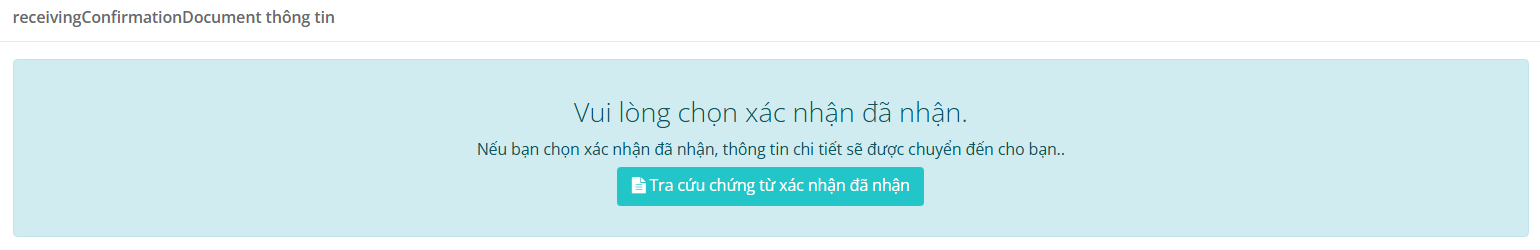 receivingConfirmationDocument thông tin
Vui lòng chọn xác nhận đã nhận.
Nếu bạn chọn xác nhận đã nhận, thông tin chi tiết sẽ được chuyển đến cho bạn..
Tra cứu chứng từ xác nhận đã nhận